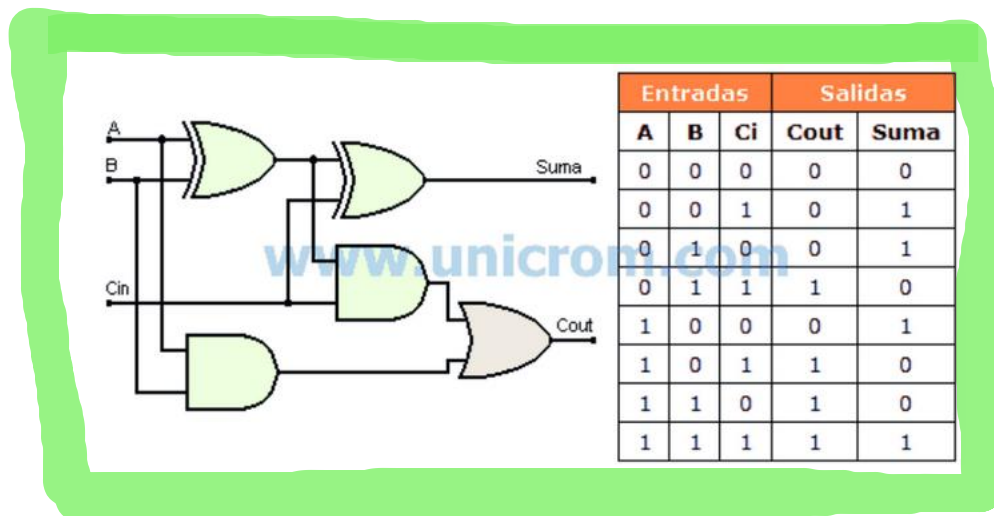 A
B
Cin
Suma
Cout
www.unicrom.com
Entradas Salidas
A B Ci Cout Suma
0 0 0 0 0
0 0 1 0 1
0 1 0 0 1
0 1 1 1 0
1 0 0 0 1
1 0 1 1 0
1 1 0 1 0
1 1 1 1 1